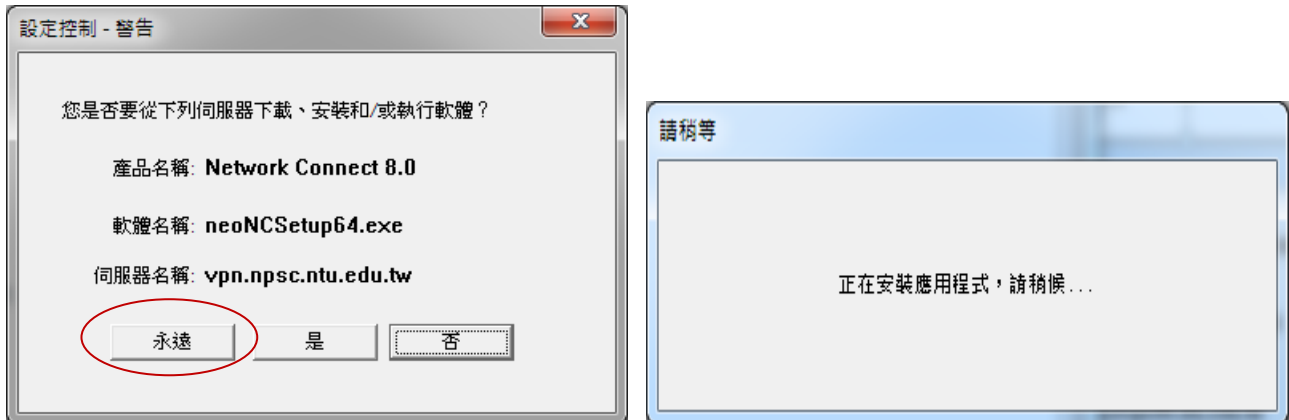 設定控制 - 警告
您是否要從下列伺服器下載、安裝和/或執行軟體？
產品名稱: Network Connect 8.0
軟體名稱: neoNCSetup64.exe
伺服器名稱: vpn.npsc.ntu.edu.tw
永遠
是
否
請稍等
正在安裝應用程式，請稍候...